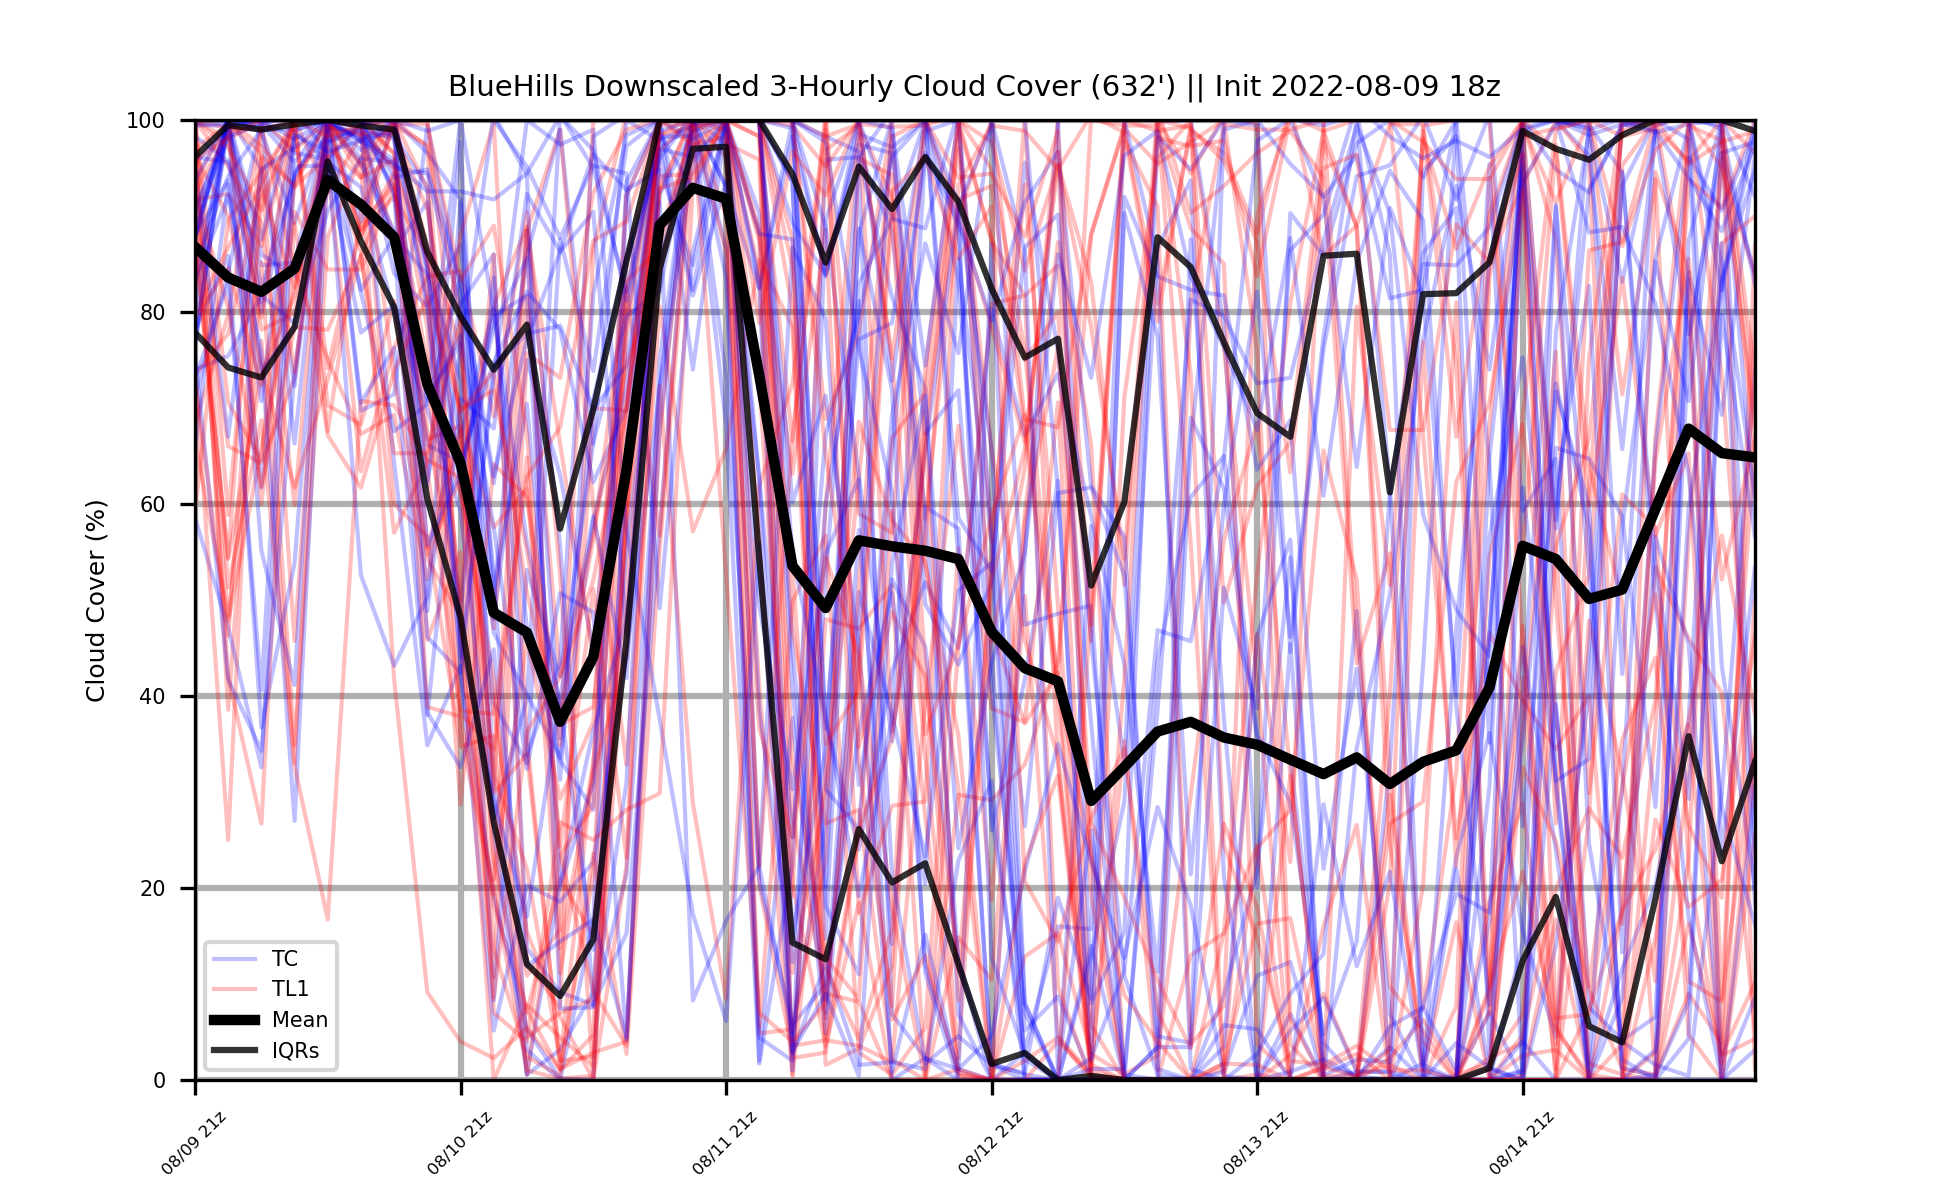 BlueHills Downscaled 3-Hourly Cloud Cover (632') || Init 2022-08-09 18z
Cloud Cover (%)
100
80
60
40
20
0
TC
TL1
Mean
IQRs
08/09 21z
08/10 21z
08/11 21z
08/12 21z
08/13 21z
08/14 21z